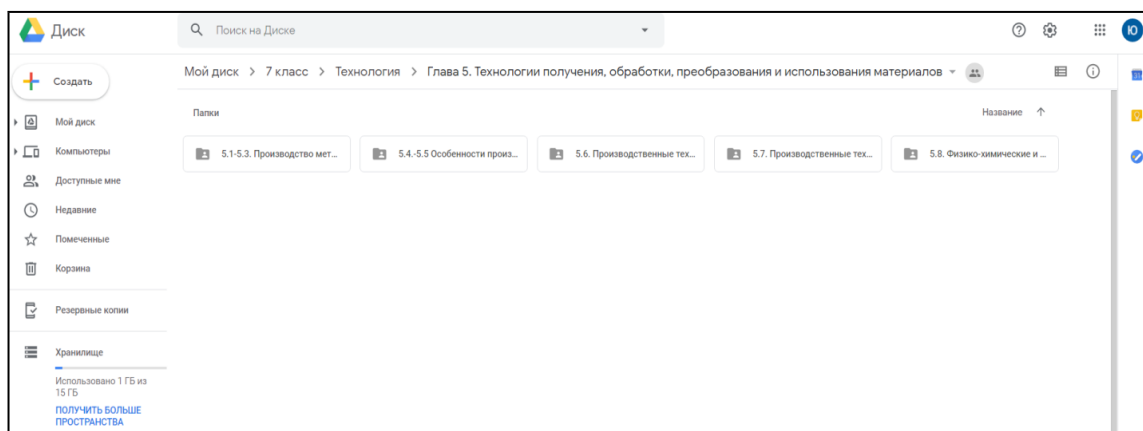 Диск
Поиск на Диске
Ю
Создать
Мой диск > 7 класс > Технология > Глава 5. Технологии получения, обработки, преобразования и использования материалов
Папки
Название
Мой диск
Компьютеры
Доступные мне
Недавние
Помеченные
Корзина
Резервные копии
Хранилище
Использовано 1 ГБ из
15 ГБ
ПОЛУЧИТЬ БОЛЬШЕ
ПРОСТРАНСТВА
5.1-5.3. Производство мет...
5.4.-5.5 Особенности произ...
5.6. Производственные тех...
5.7. Производственные тех...
5.8. Физико-химические и ...